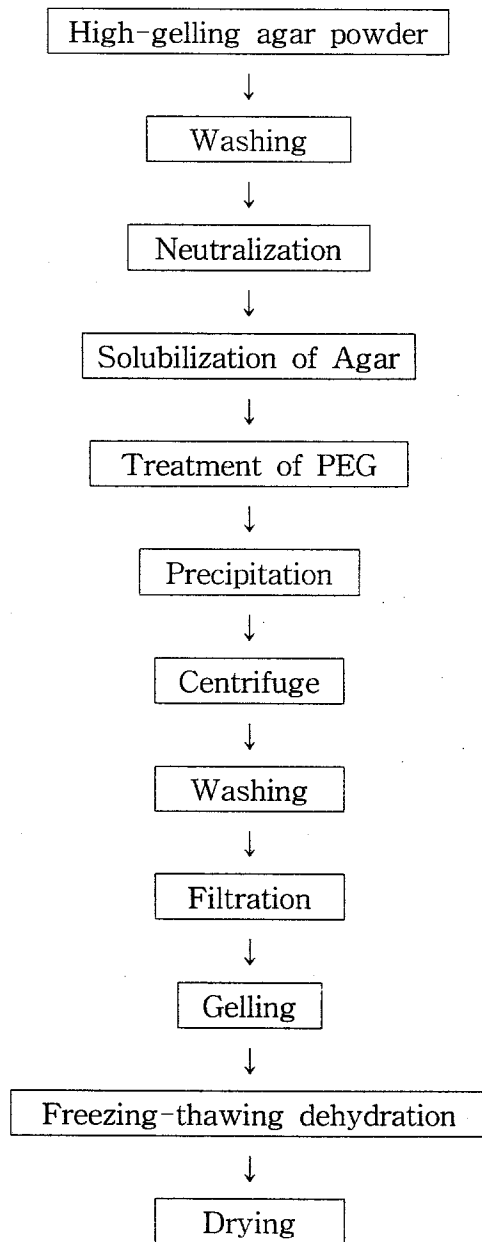 High-gelling agar powder
↓
Washing
↓
Neutralization
↓
Solubilization of Agar
↓
Treatment of PEG
↓
Precipitation
↓
Centrifuge
↓
Washing
↓
Filtration
↓
Gelling
↓
Freezing-thawing dehydration
↓
Drying